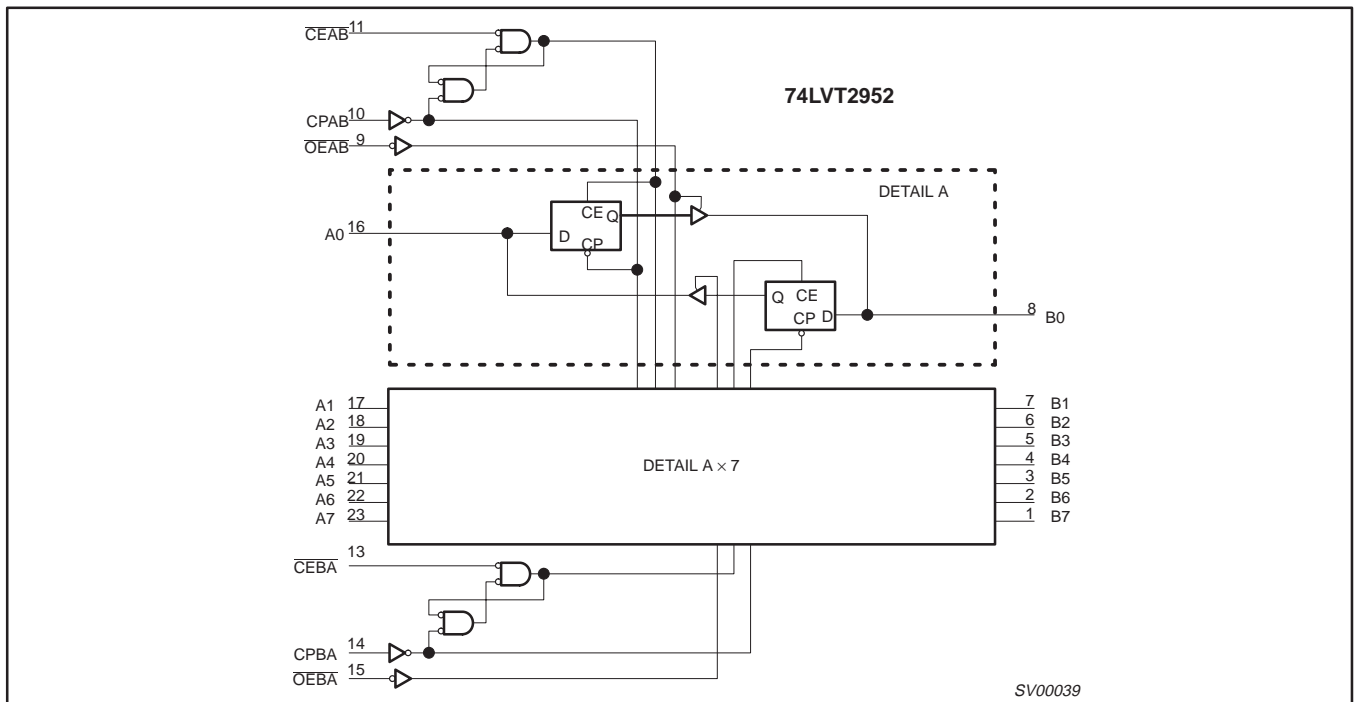 CEAB 11
74LVT2952
CPAB 10
OEAB 9
DETAIL A
CE Q
A0 16
D
CP
Q CE
CP D
8 B0
A1 17
7 B1
A2 18
6 B2
A3 19
5 B3
A4 20
4 B4
DETAIL A × 7
A5 21
3 B5
A6 22
2 B6
A7 23
1 B7
CEBA 13
CPBA 14
OEBA 15
SV00039